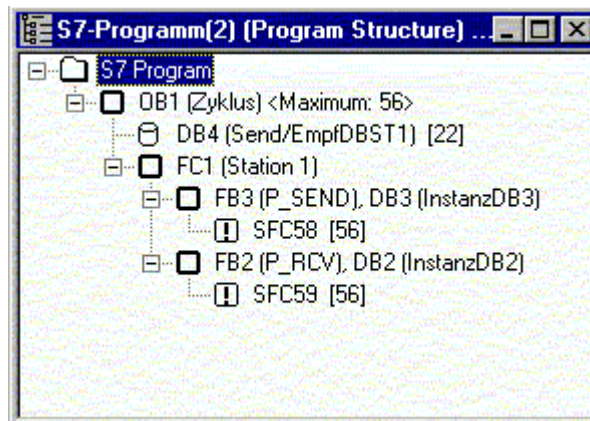 S7-Programm(2) (Program Structure) ...
S7 Program
OB1 (Zyklus) <Maximum: 56>
DB4 (Send/EmpfDBST1) [22]
FC1 (Station 1)
FB3 (P_SEND), DB3 (InstanzDB3)
SFC58 [56]
FB2 (P_RCV), DB2 (InstanzDB2)
SFC59 [56]